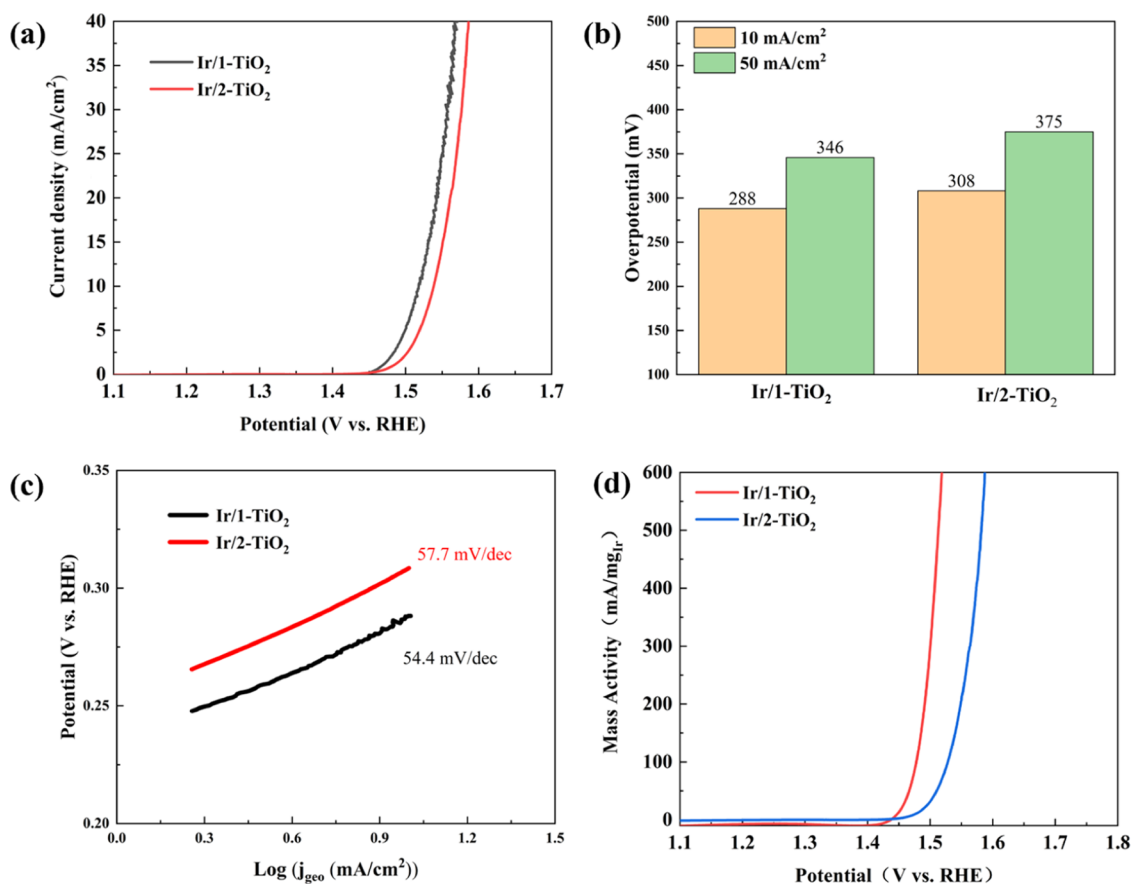 (a)
40
35
30
25
20
15
10
5
0
Current density (mA/cm²)
Ir/1-TiO₂
Ir/2-TiO₂
1.1 1.2 1.3 1.4 1.5 1.6 1.7
Potential (V vs. RHE)
(b)
500
450
400
350
300
250
200
150
100
Overpotential (mV)
10 mA/cm²
50 mA/cm²
288
346
308
375
Ir/1-TiO₂ Ir/2-TiO₂
(c)
0.35
0.30
0.25
0.20
Potential (V vs. RHE)
Ir/1-TiO₂
Ir/2-TiO₂
57.7 mV/dec
54.4 mV/dec
0.0 0.3 0.6 0.9 1.2 1.5
Log (j_geo (mA/cm²))
(d)
600
500
400
300
200
100
0
Mass Activity（mA/mg_Ir）
Ir/1-TiO₂
Ir/2-TiO₂
1.1 1.2 1.3 1.4 1.5 1.6 1.7 1.8
Potential（V vs. RHE）